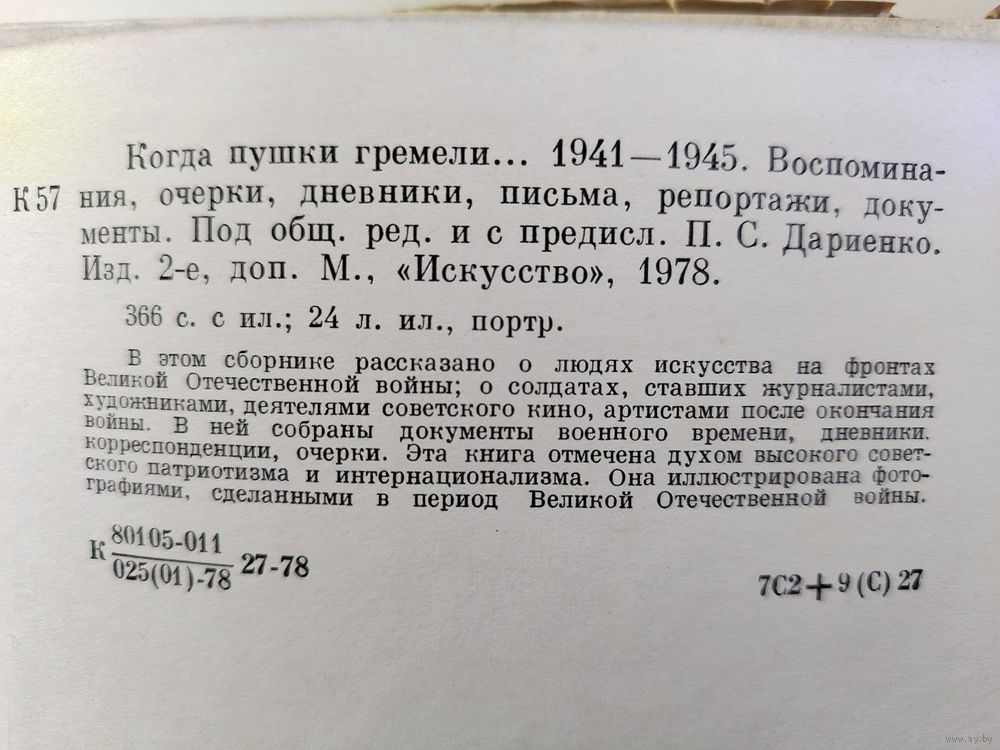 Когда пушки гремели... 1941—1945. Воспомина-
К 57 ния, очерки, дневники, письма, репортажи, доку-
менты. Под общ. ред. и с предисл. П. С. Дариенко.
Изд. 2-е, доп. М., «Искусство», 1978.
366 с. с ил.; 24 л. ил., портр.
В этом сборнике рассказано о людях искусства на фронтах
Великой Отечественной войны; о солдатах, ставших журналистами,
художниками, деятелями советского кино, артистами после окончания
войны. В ней собраны документы военного времени, дневники,
корреспонденции, очерки. Эта книга отмечена духом высокого совет-
ского патриотизма и интернационализма. Она иллюстрирована фото-
графиями, сделанными в период Великой Отечественной войны.
К 80105-011
025(01)-78 27-78
7С2+9(С)27
www.ay.by